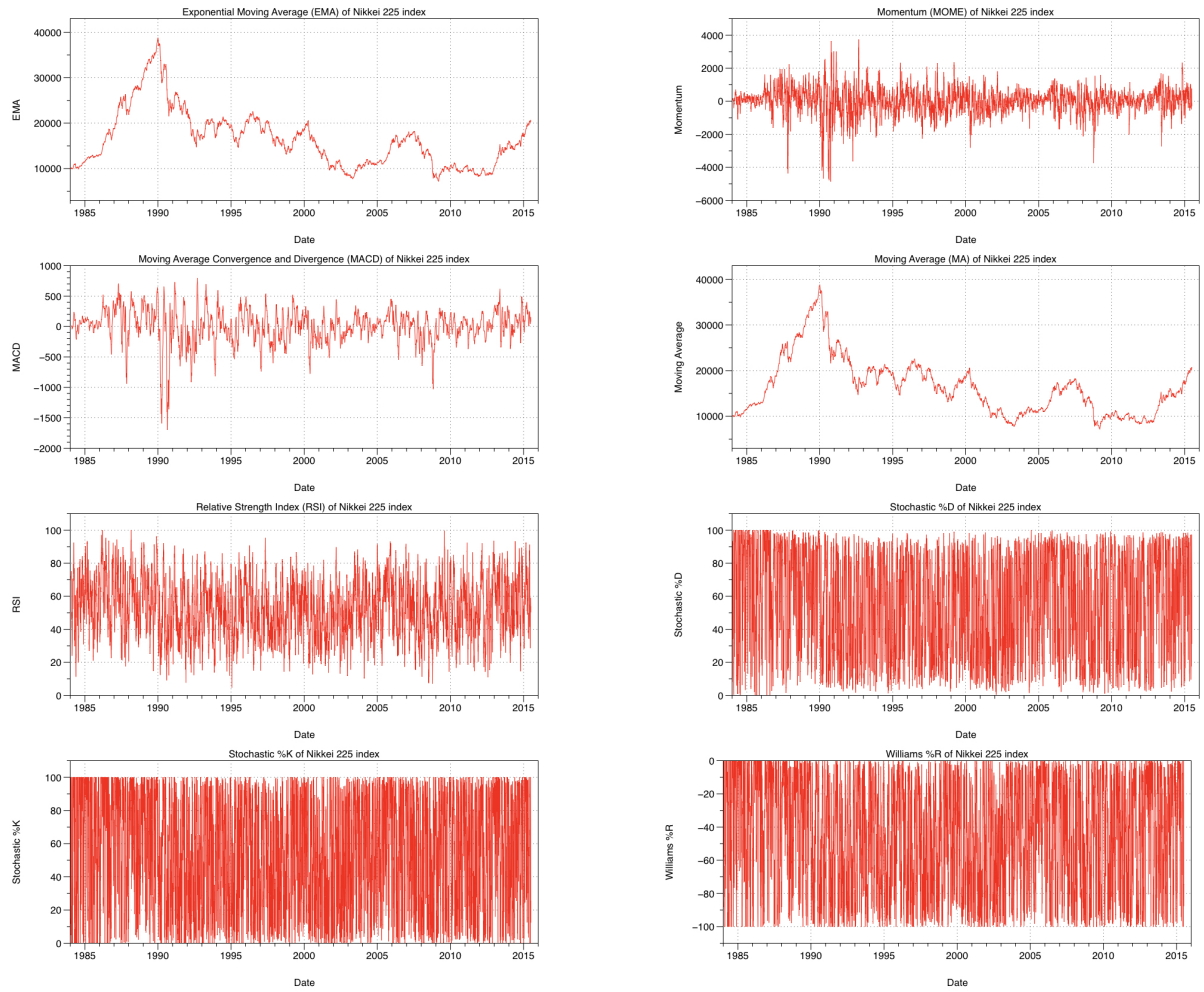 Exponential Moving Average (EMA) of Nikkei 225 index
40000
30000
20000
10000
EMA
1985 1990 1995 2000 2005 2010 2015
Date
Momentum (MOME) of Nikkei 225 index
4000
2000
0
−2000
−4000
−6000
Momentum
1985 1990 1995 2000 2005 2010 2015
Date
Moving Average Convergence and Divergence (MACD) of Nikkei 225 index
1000
500
0
−500
−1000
−1500
−2000
MACD
1985 1990 1995 2000 2005 2010 2015
Date
Moving Average (MA) of Nikkei 225 index
40000
30000
20000
10000
Moving Average
1985 1990 1995 2000 2005 2010 2015
Date
Relative Strength Index (RSI) of Nikkei 225 index
100
80
60
40
20
0
RSI
1985 1990 1995 2000 2005 2010 2015
Date
Stochastic %D of Nikkei 225 index
100
80
60
40
20
0
Stochastic %D
1985 1990 1995 2000 2005 2010 2015
Date
Stochastic %K of Nikkei 225 index
100
80
60
40
20
0
Stochastic %K
1985 1990 1995 2000 2005 2010 2015
Date
Williams %R of Nikkei 225 index
0
−20
−40
−60
−80
−100
Williams %R
1985 1990 1995 2000 2005 2010 2015
Date